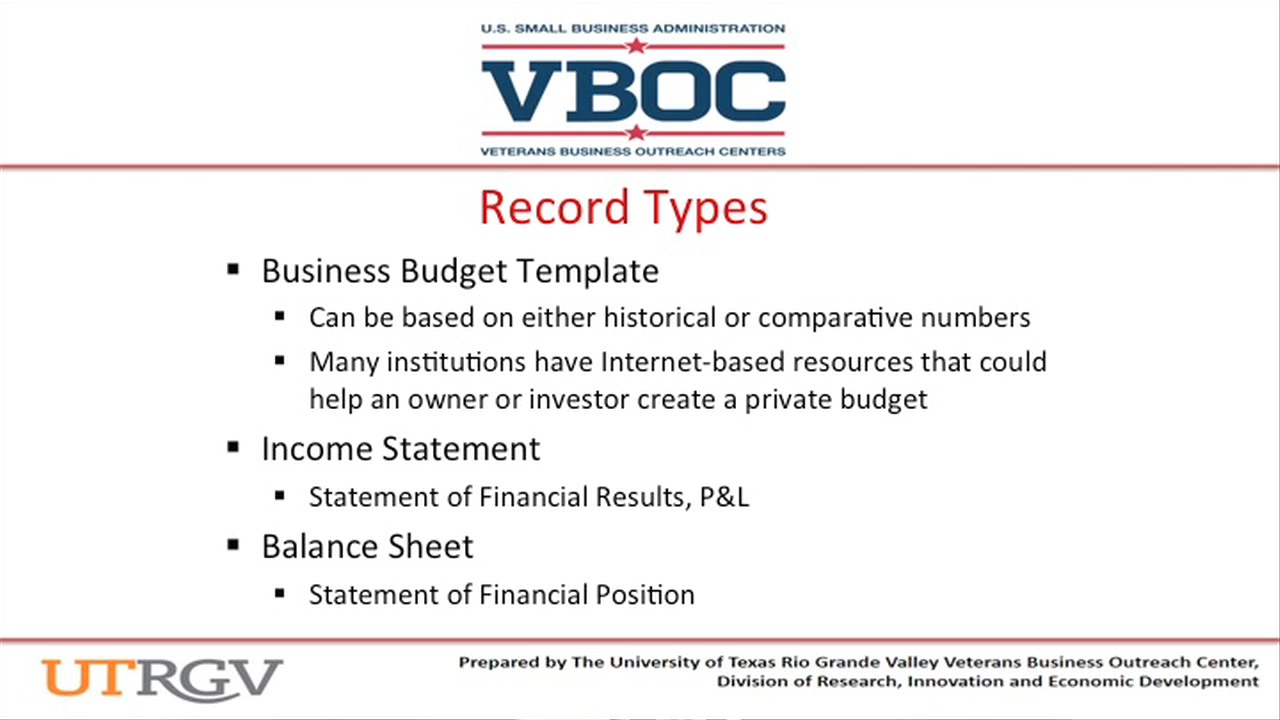 U.S. SMALL BUSINESS ADMINISTRATION
VBOC
VETERANS BUSINESS OUTREACH CENTERS
Record Types
▪ Business Budget Template
▪ Can be based on either historical or comparative numbers
▪ Many institutions have Internet-based resources that could
help an owner or investor create a private budget
▪ Income Statement
▪ Statement of Financial Results, P&L
▪ Balance Sheet
▪ Statement of Financial Position
UTRGV
Prepared by The University of Texas Rio Grande Valley Veterans Business Outreach Center,
Division of Research, Innovation and Economic Development